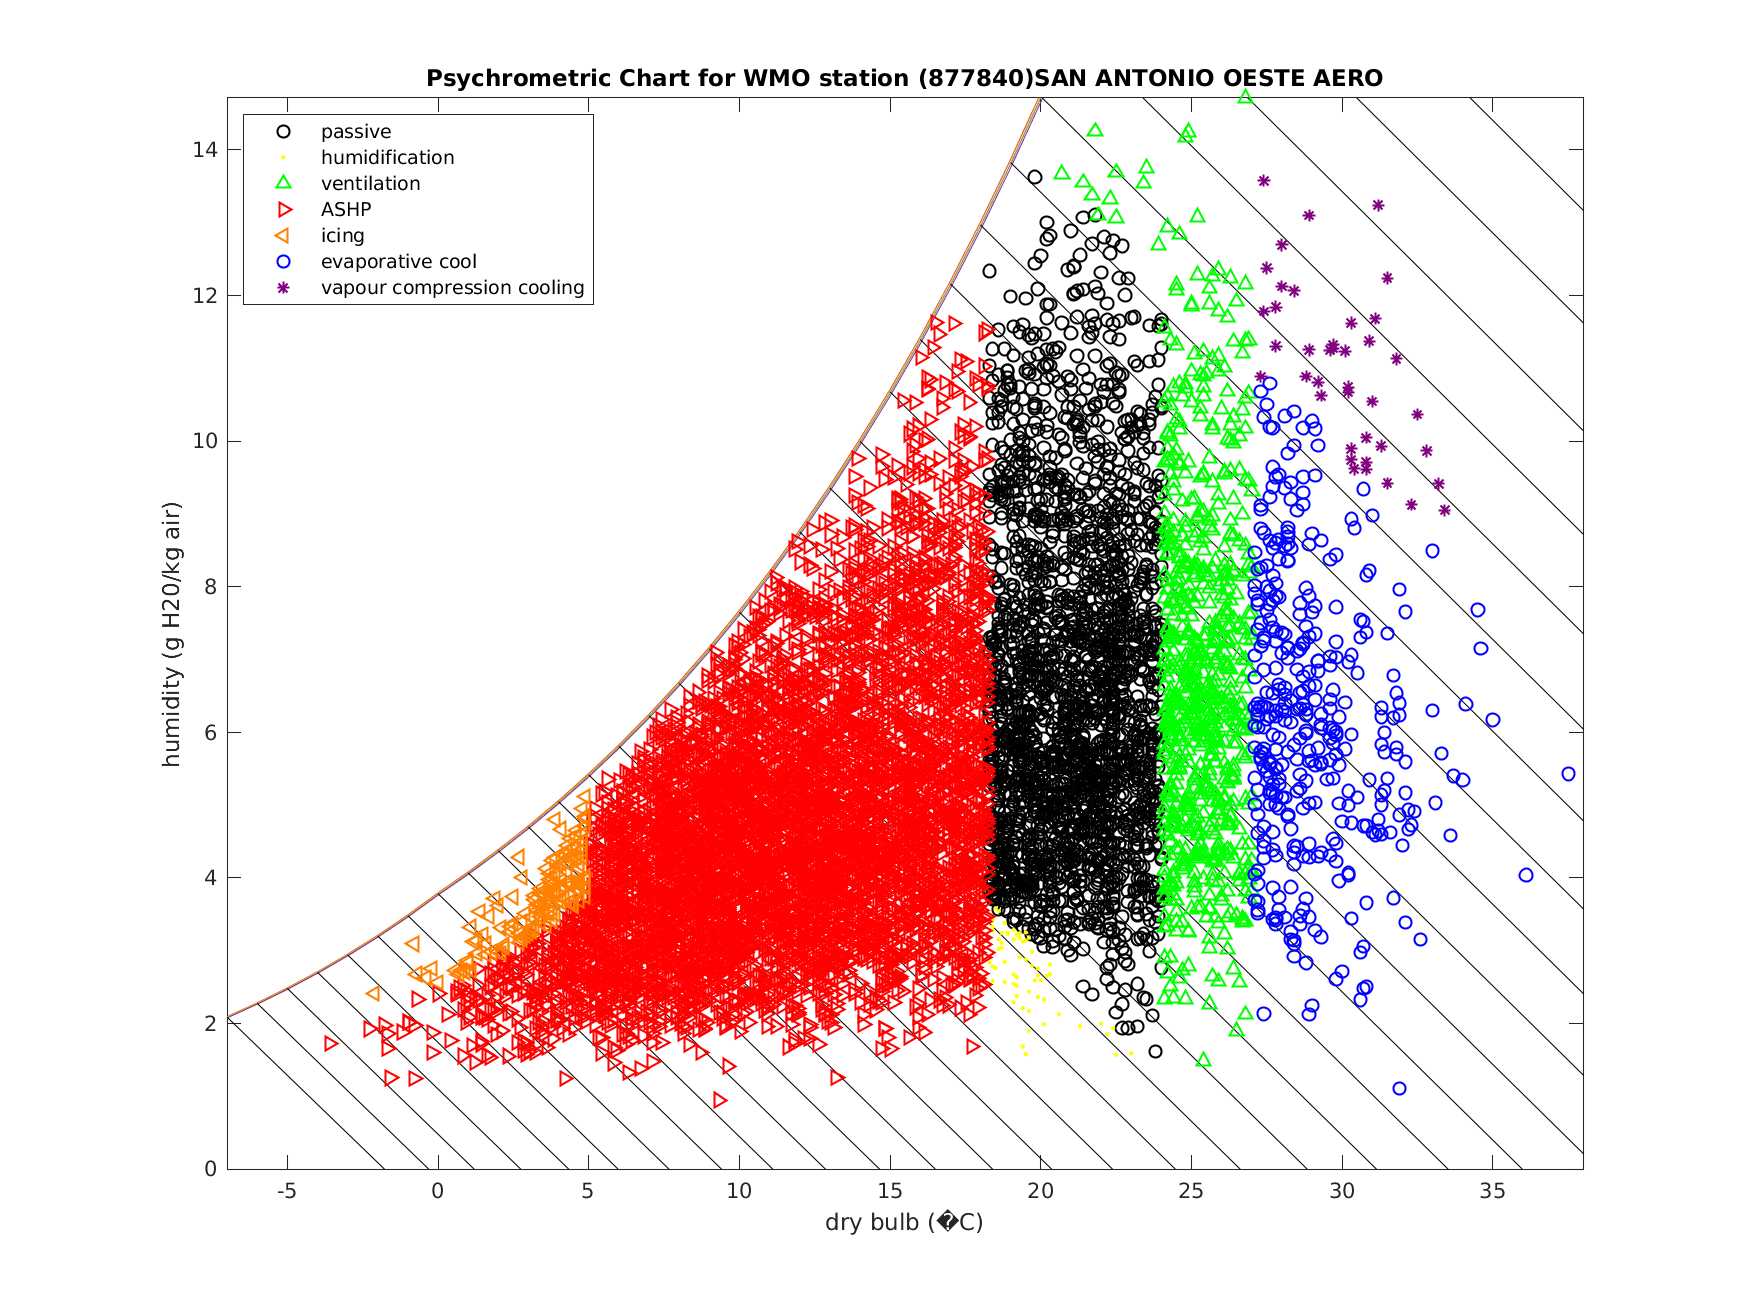 Psychrometric Chart for WMO station (877840)SAN ANTONIO OESTE AERO
passive
humidification
ventilation
ASHP
icing
evaporative cool
vapour compression cooling
humidity (g H20/kg air)
14
12
10
8
6
4
2
0
-5 0 5 10 15 20 25 30 35
dry bulb (�C)